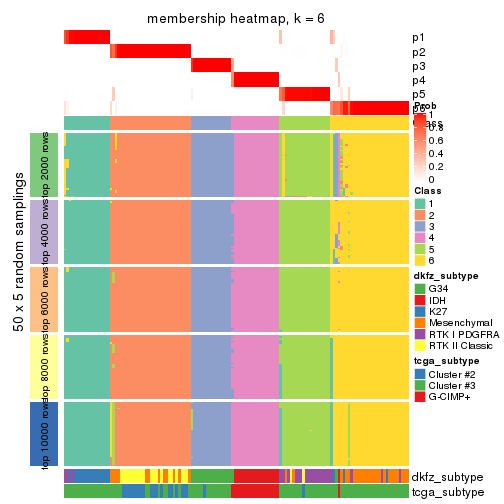 membership heatmap, k = 6
p1
p2
p3
p4
p5
Prob
1
0.8
0.6
0.4
0.2
0
Class
1
2
3
4
5
6
dkfz_subtype
G34
IDH
K27
Mesenchymal
RTK I PDGFRA
RTK II Classic
tcga_subtype
Cluster #2
Cluster #3
G-CIMP+
50 x 5 random samplings
top 2000 rows
top 4000 rows
top 6000 rows
top 8000 rows
top 10000 rows
dkfz_subtype
tcga_subtype